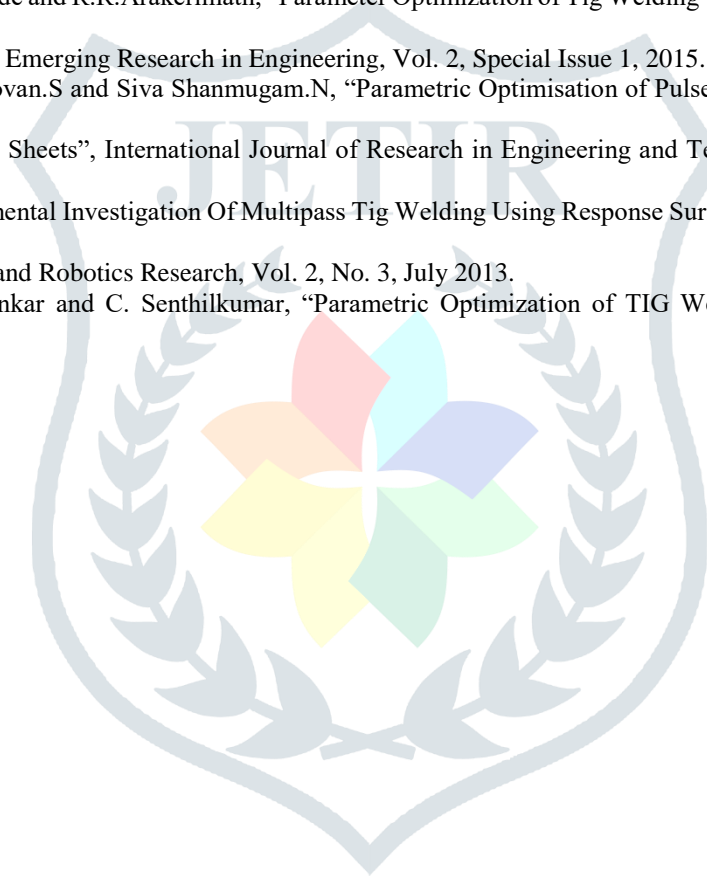 de and R.R.Arakerimath, “Parameter Optimization of Tig Welding
Emerging Research in Engineering, Vol. 2, Special Issue 1, 2015.
ovan.S and Siva Shanmugam.N, “Parametric Optimisation of Pulse
Sheets”, International Journal of Research in Engineering and Te
mental Investigation Of Multipass Tig Welding Using Response Sur
and Robotics Research, Vol. 2, No. 3, July 2013.
nkar and C. Senthilkumar, “Parametric Optimization of TIG We
JETIR